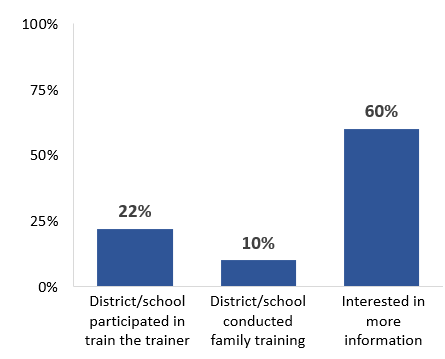 100%
75%
50%
25%
0%
22%
10%
60%
District/school
participated in
train the trainer
District/school
conducted
family training
Interested in
more
information